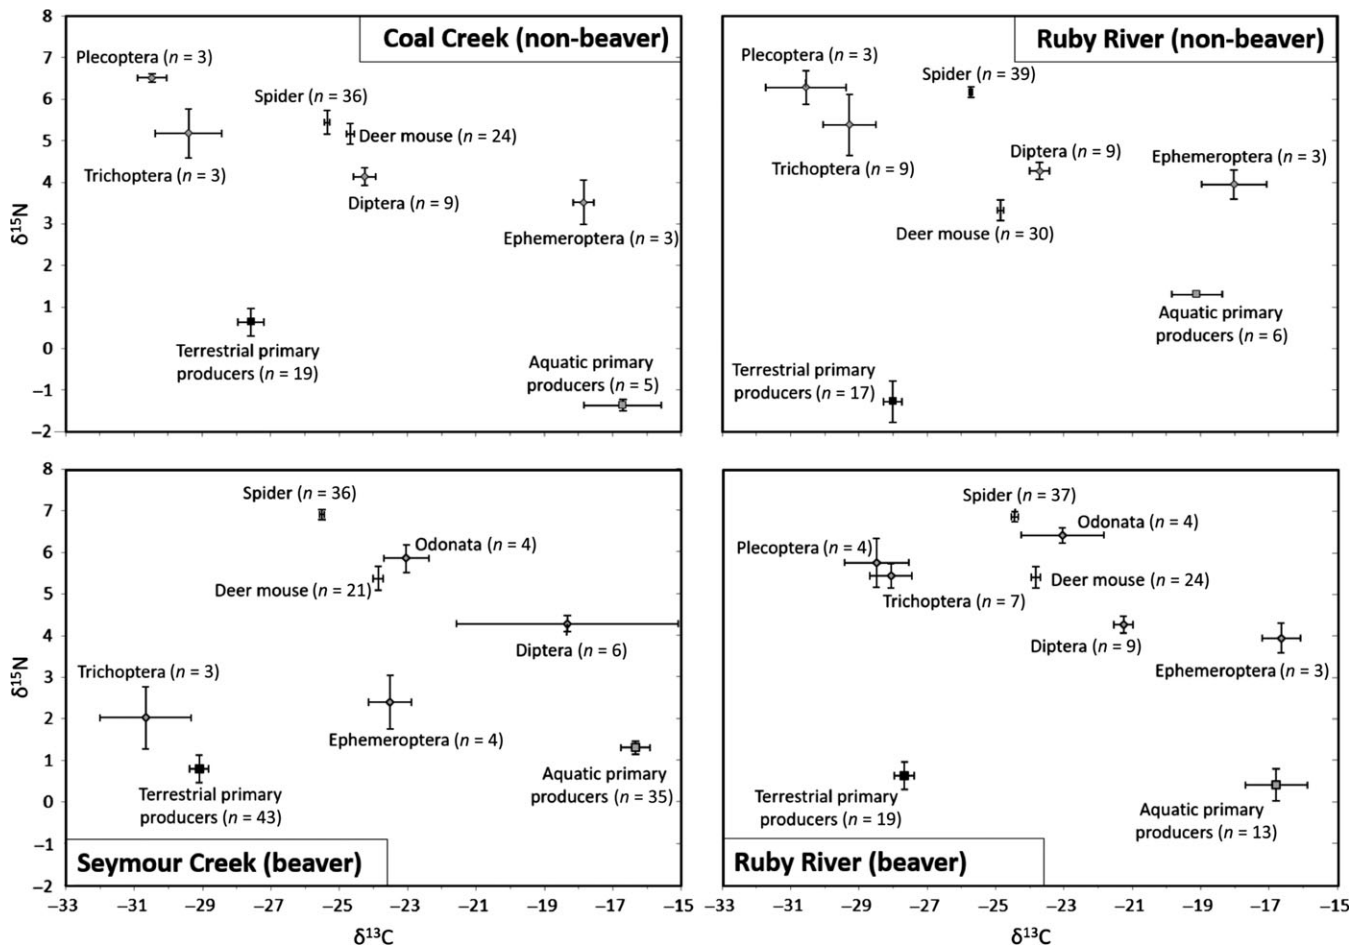 8
7
6
5
4
3
2
1
0
–1
–2
δ¹⁵N
Coal Creek (non-beaver)
Plecoptera (n = 3)
Spider (n = 36)
Deer mouse (n = 24)
Trichoptera (n = 3)
Diptera (n = 9)
Ephemeroptera (n = 3)
Terrestrial primary
producers (n = 19)
Aquatic primary
producers (n = 5)
Ruby River (non-beaver)
Plecoptera (n = 3)
Spider (n = 39)
Trichoptera (n = 9)
Diptera (n = 9)
Ephemeroptera (n = 3)
Deer mouse (n = 30)
Aquatic primary
producers (n = 6)
Terrestrial primary
producers (n = 17)
8
7
6
5
4
3
2
1
0
–1
–2
δ¹⁵N
Spider (n = 36)
Odonata (n = 4)
Deer mouse (n = 21)
Diptera (n = 6)
Trichoptera (n = 3)
Ephemeroptera (n = 4)
Terrestrial primary
producers (n = 43)
Aquatic primary
producers (n = 35)
Seymour Creek (beaver)
–33 –31 –29 –27 –25 –23 –21 –19 –17 –15
δ¹³C
Spider (n = 37)
Odonata (n = 4)
Plecoptera (n = 4)
Deer mouse (n = 24)
Trichoptera (n = 7)
Diptera (n = 9)
Ephemeroptera (n = 3)
Terrestrial primary
producers (n = 19)
Aquatic primary
producers (n = 13)
Ruby River (beaver)
–33 –31 –29 –27 –25 –23 –21 –19 –17 –15
δ¹³C